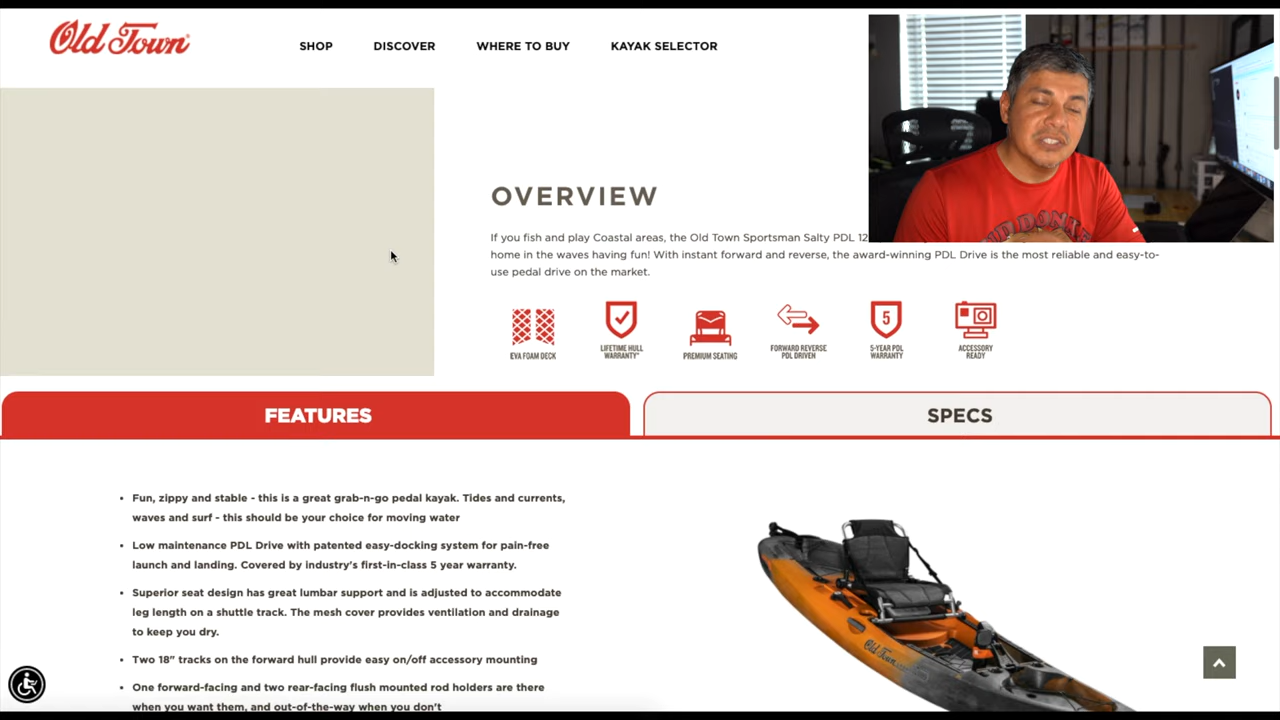 Old Town
SHOP
DISCOVER
WHERE TO BUY
KAYAK SELECTOR
OVERVIEW
If you fish and play Coastal areas, the Old Town Sportsman Salty PDL 12
home in the waves having fun! With instant forward and reverse, the award-winning PDL Drive is the most reliable and easy-to-
use pedal drive on the market.
EVA FOAM DECK
LIFETIME HULL
WARRANTY*
PREMIUM SEATING
FORWARD REVERSE
PDL DRIVEN
5
5-YEAR PDL
WARRANTY
ACCESSORY
READY
FEATURES
SPECS
• Fun, zippy and stable - this is a great grab-n-go pedal kayak. Tides and currents,
waves and surf - this should be your choice for moving water
• Low maintenance PDL Drive with patented easy-docking system for pain-free
launch and landing. Covered by industry's first-in-class 5 year warranty.
• Superior seat design has great lumbar support and is adjusted to accommodate
leg length on a shuttle track. The mesh cover provides ventilation and drainage
to keep you dry.
• Two 18" tracks on the forward hull provide easy on/off accessory mounting
• One forward-facing and two rear-facing flush mounted rod holders are there
when you want them, and out-of-the-way when you don't
Old Town